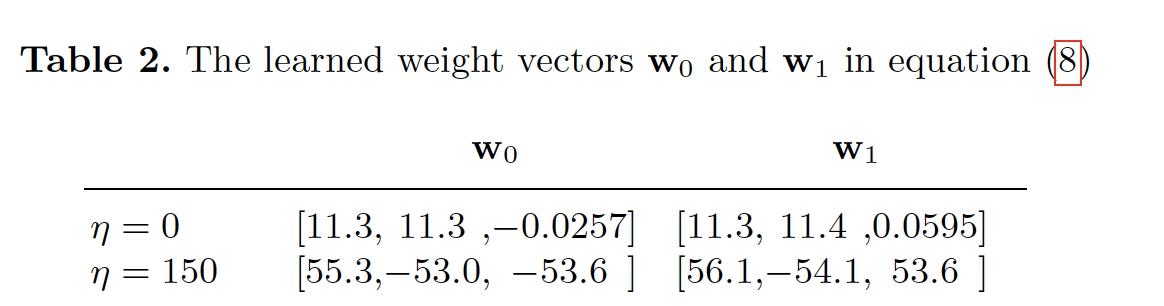 Table 2. The learned weight vectors w₀ and w₁ in equation (8)
w₀ w₁
η = 0 [11.3, 11.3 ,−0.0257] [11.3, 11.4 ,0.0595]
η = 150 [55.3,−53.0, −53.6 ] [56.1,−54.1, 53.6 ]